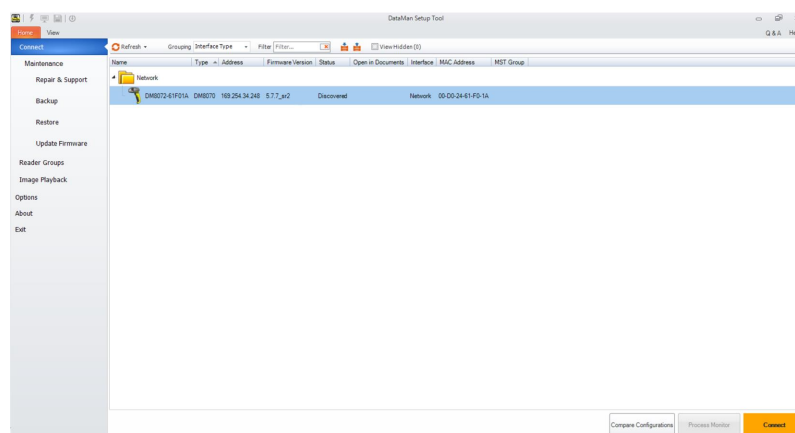 DataMan Setup Tool
Home View
Q & A He
Connect
Refresh Grouping Interface Type Filter Filter... View Hidden (0)
Maintenance
Name Type Address Firmware Version Status Open in Documents Interface MAC Address MST Group
Repair & Support
Network
Backup
DM8072-61F01A DM8070 169.254.34.248 5.7.7_sr2 Discovered Network 00-D0-24-61-F0-1A
Restore
Update Firmware
Reader Groups
Image Playback
Options
About
Exit
Compare Configurations Process Monitor Connect